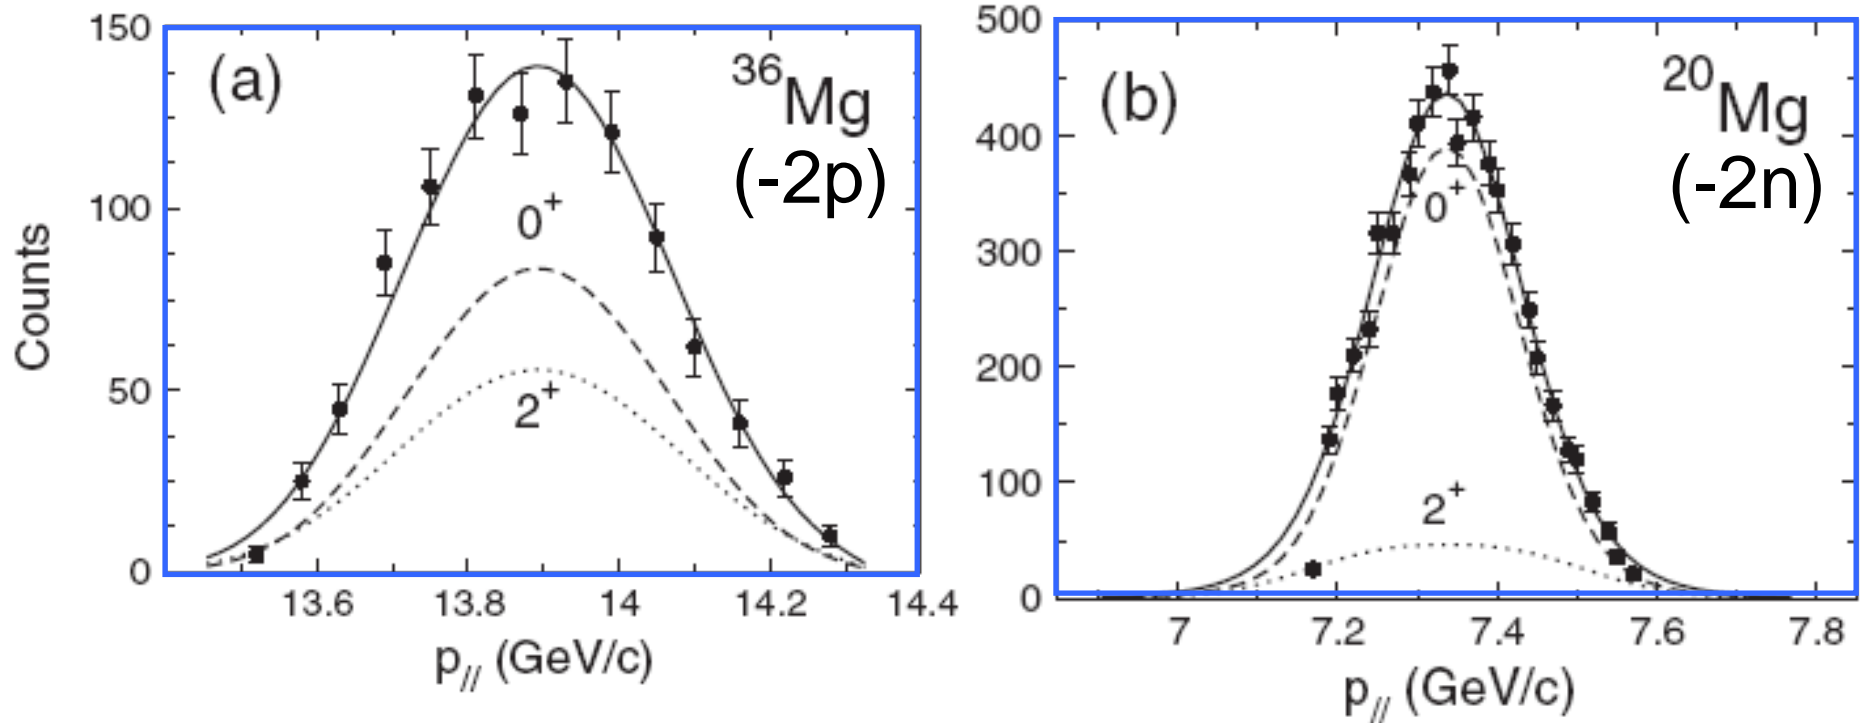 150
100
50
0
Counts
(a)
³⁶Mg
(-2p)
0⁺
2⁺
13.6 13.8 14 14.2 14.4
p// (GeV/c)
500
400
300
200
100
0
(b)
²⁰Mg
(-2n)
0⁺
2⁺
7 7.2 7.4 7.6 7.8
p// (GeV/c)